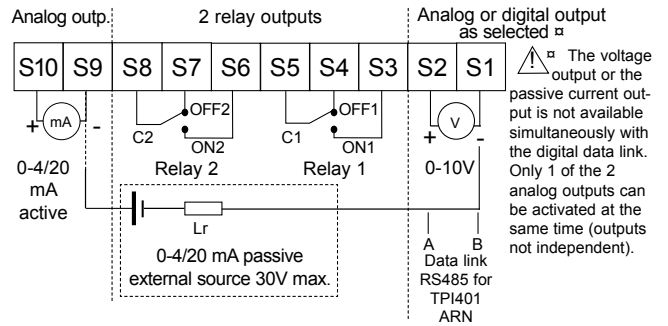 Analog outp.
2 relay outputs
Analog or digital output
as selected ¤
S10 S9 S8 S7 S6 S5 S4 S3 S2 S1
+ mA -
C2
OFF2
ON2
C1
OFF1
ON1
+ V -
0-4/20
mA
active
Relay 2
Relay 1
0-10V
Lr
0-4/20 mA passive
external source 30V max.
A B
Data link
RS485 for
TPI401
ARN
! ¤ The voltage
output or the
passive current out-
put is not available
simultaneously with
the digital data link.
Only 1 of the 2
analog outputs can
be activated at the
same time (outputs
not independent).